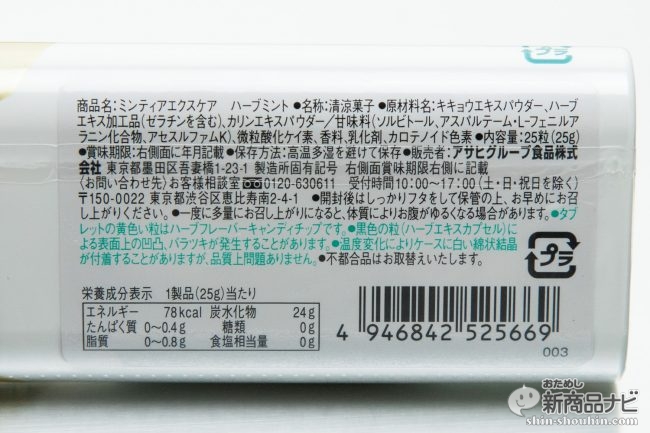 プラ
商品名:ミンティアエクスケア　ハーブミント ●名称:清涼菓子 ●原材料名:キキョウエキスパウダー、ハーブ
エキス加工品(ゼラチンを含む)、カリンエキスパウダー/甘味料(ソルビトール、アスパルテーム・L-フェニルア
ラニン化合物、アセスルファムK)、微粒酸化ケイ素、香料、乳化剤、カロテノイド色素 ●内容量:25粒(25g)
●賞味期限:右側面に年月記載 ●保存方法:高温多湿を避けて保存 ●販売者:アサヒグループ食品株式
会社 東京都墨田区吾妻橋1-23-1 製造所固有記号　右側面賞味期限右側に記載
〈お問い合わせ先〉お客様相談室 0120-630611　受付時間10:00〜17:00(土・日・祝日を除く)
〒150-0022 東京都渋谷区恵比寿南2-4-1　●開封後はしっかりフタをして保管の上、お早めにお召
し上がりください。●一度に多量にお召し上がりになると、体質によりお腹がゆるくなる場合があります。●タブ
レットの黄色い粒はハーブフレーバーキャンディチップです。●黒色の粒(ハーブエキスカプセル)に
よる表面上の凹凸、バラツキが発生することがあります。●温度変化によりケースに白い綿状結晶
が付着することがありますが、品質上問題ありません。●不都合品はお取替えいたします。
プラ
栄養成分表示　1製品(25g)当たり
エネルギー 78kcal 炭水化物 24g
たんぱく質 0〜0.4g 糖類 0g
脂質 0〜0.8g 食塩相当量 0g
4 946842 525669
003
おためし
新商品ナビ
shin-shouhin.com